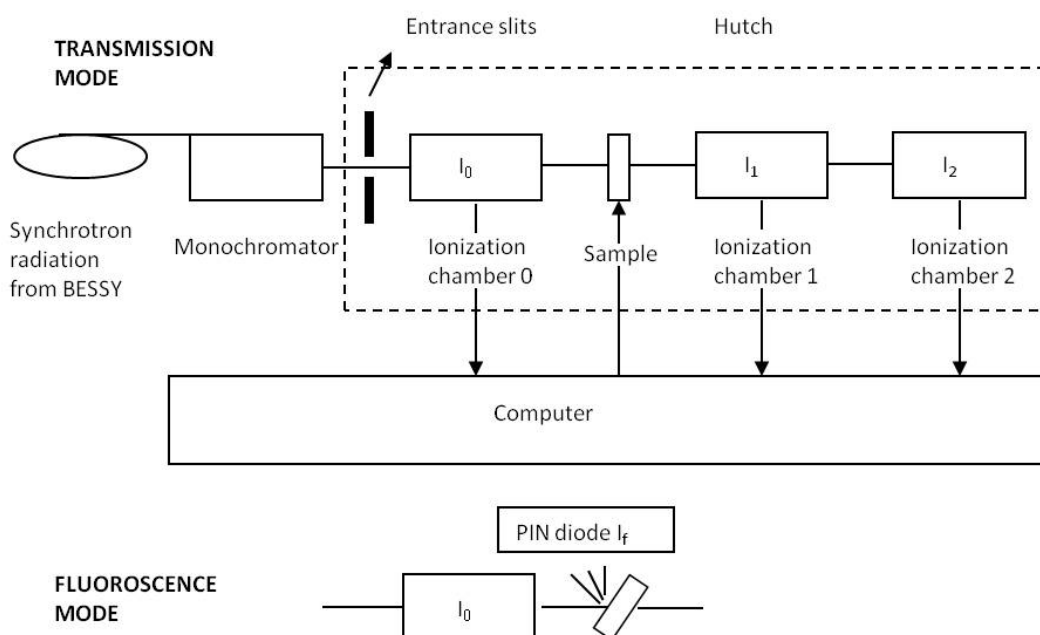 Entrance slits
Hutch
TRANSMISSION
MODE
I₀
I₁
I₂
Synchrotron
radiation
from BESSY
Monochromator
Ionization
chamber 0
Sample
Ionization
chamber 1
Ionization
chamber 2
Computer
PIN diode I_f
FLUOROSCENCE
MODE
I₀